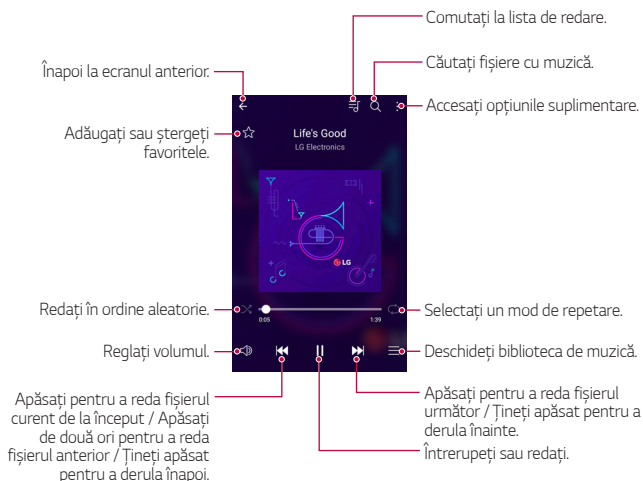 Comutați la lista de redare.
Înapoi la ecranul anterior.
Căutați fișiere cu muzică.
Accesați opțiunile suplimentare.
Adăugați sau ștergeți
favoritele.
Life's Good
LG Electronics
LG
Redați în ordine aleatorie.
Selectați un mod de repetare.
0:05
1:39
Reglați volumul.
Deschideți biblioteca de muzică.
Apăsați pentru a reda fișierul
curent de la început / Apăsați
de două ori pentru a reda
fișierul anterior / Țineți apăsat
pentru a derula înapoi.
Apăsați pentru a reda fișierul
următor / Țineți apăsat pentru a
derula înainte.
Întrerupeți sau redați.